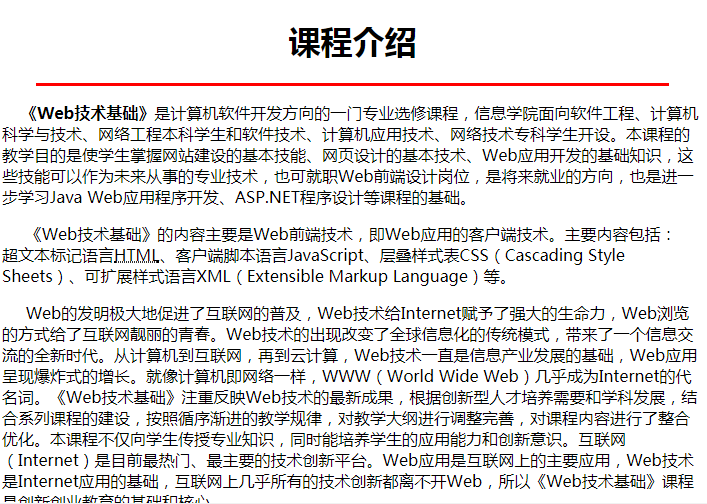 课程介绍
《Web技术基础》是计算机软件开发方向的一门专业选修课程，信息学院面向软件工程、计算机
科学与技术、网络工程本科学生和软件技术、计算机应用技术、网络技术专科学生开设。本课程的
教学目的是使学生掌握网站建设的基本技能、网页设计的基本技术、Web应用开发的基础知识，这
些技能可以作为未来从事的专业技术，也可就职Web前端设计岗位，是将来就业的方向，也是进一
步学习Java Web应用程序开发、ASP.NET程序设计等课程的基础。
《Web技术基础》的内容主要是Web前端技术，即Web应用的客户端技术。主要内容包括：
超文本标记语言HTML、客户端脚本语言JavaScript、层叠样式表CSS（Cascading Style
Sheets）、可扩展样式语言XML（Extensible Markup Language）等。
Web的发明极大地促进了互联网的普及，Web技术给Internet赋予了强大的生命力，Web浏览
的方式给了互联网靓丽的青春。Web技术的出现改变了全球信息化的传统模式，带来了一个信息交
流的全新时代。从计算机到互联网，再到云计算，Web技术一直是信息产业发展的基础，Web应用
呈现爆炸式的增长。就像计算机即网络一样，WWW（World Wide Web）几乎成为Internet的代
名词。《Web技术基础》注重反映Web技术的最新成果，根据创新型人才培养需要和学科发展，结
合系列课程的建设，按照循序渐进的教学规律，对教学大纲进行调整完善，对课程内容进行了整合
优化。本课程不仅向学生传授专业知识，同时能培养学生的应用能力和创新意识。互联网
（Internet）是目前最热门、最主要的技术创新平台。Web应用是互联网上的主要应用，Web技术
是Internet应用的基础，互联网上几乎所有的技术创新都离不开Web，所以《Web技术基础》课程
是创新创业教育的基础和核心。